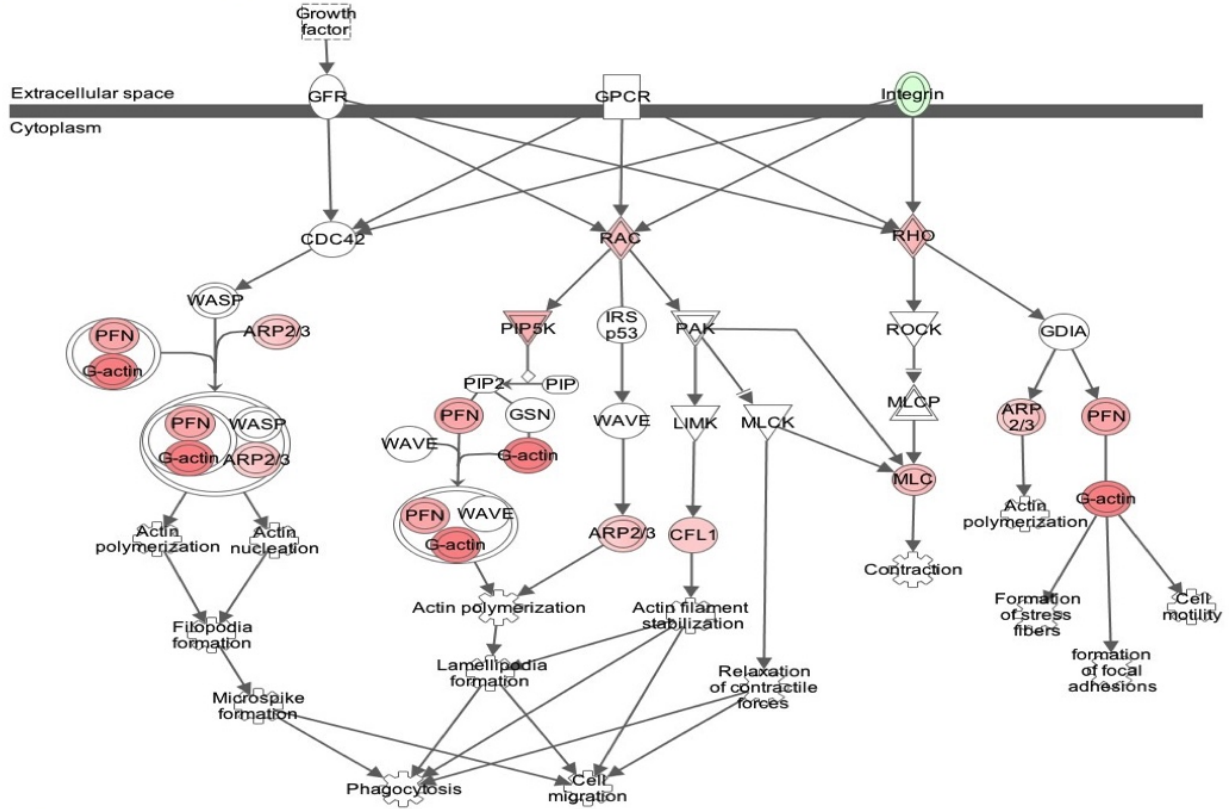 Growth
factor
Extracellular space
GFR
GPCR
Integrin
Cytoplasm
CDC42
RAC
RHO
WASP
PFN
ARP2/3
G-actin
PIP5K
IRS
p53
PAK
ROCK
GDIA
PIP2
PIP
MLCP
PFN
GSN
WAVE
LIMK
MLCK
ARP
2/3
PFN
PFN
WASP
G-actin
ARP2/3
WAVE
G-actin
MLC
G-actin
PFN
WAVE
G-actin
ARP2/3
CFL1
Actin
polymerization
Actin
polymerization
Actin
nucleation
Contraction
Actin polymerization
Actin filament
stabilization
Formation
of stress
fibers
Cell
motility
Filopodia
formation
Lamellipodia
formation
Relaxation
of contractile
forces
formation
of focal
adhesions
Microspike
formation
Phagocytosis
Cell
migration